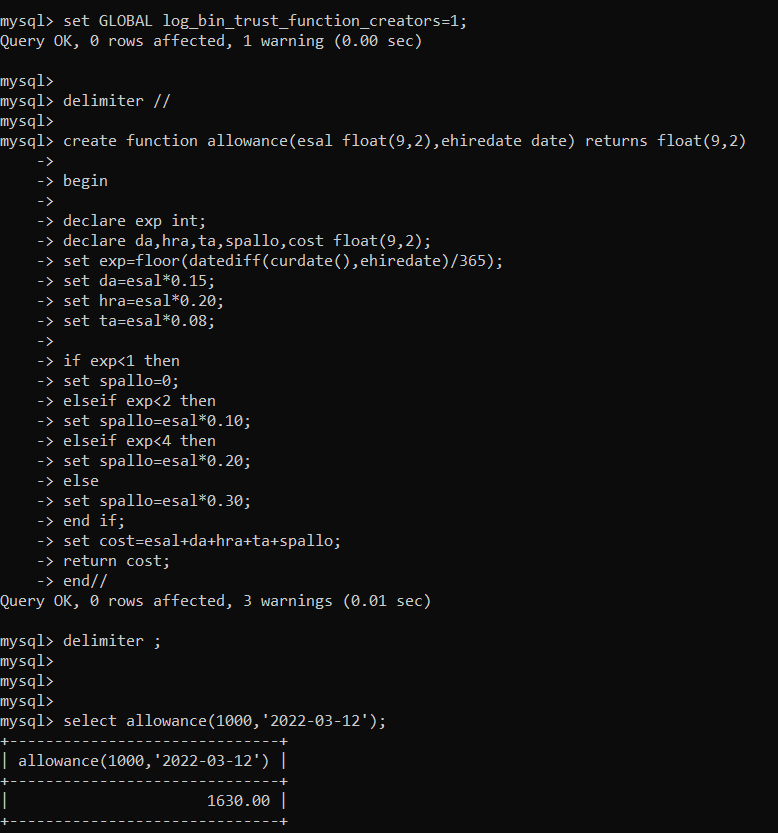 mysql> set GLOBAL log_bin_trust_function_creators=1;
Query OK, 0 rows affected, 1 warning (0.00 sec)
mysql>
mysql> delimiter //
mysql>
mysql> create function allowance(esal float(9,2),ehiredate date) returns float(9,2)
    ->
    -> begin
    ->
    -> declare exp int;
    -> declare da,hra,ta,spallo,cost float(9,2);
    -> set exp=floor(datediff(curdate(),ehiredate)/365);
    -> set da=esal*0.15;
    -> set hra=esal*0.20;
    -> set ta=esal*0.08;
    ->
    -> if exp<1 then
    -> set spallo=0;
    -> elseif exp<2 then
    -> set spallo=esal*0.10;
    -> elseif exp<4 then
    -> set spallo=esal*0.20;
    -> else
    -> set spallo=esal*0.30;
    -> end if;
    -> set cost=esal+da+hra+ta+spallo;
    -> return cost;
    -> end//
Query OK, 0 rows affected, 3 warnings (0.01 sec)
mysql> delimiter ;
mysql>
mysql>
mysql>
mysql> select allowance(1000,'2022-03-12');
+------------------------------+
| allowance(1000,'2022-03-12') |
+------------------------------+
|                      1630.00 |
+------------------------------+